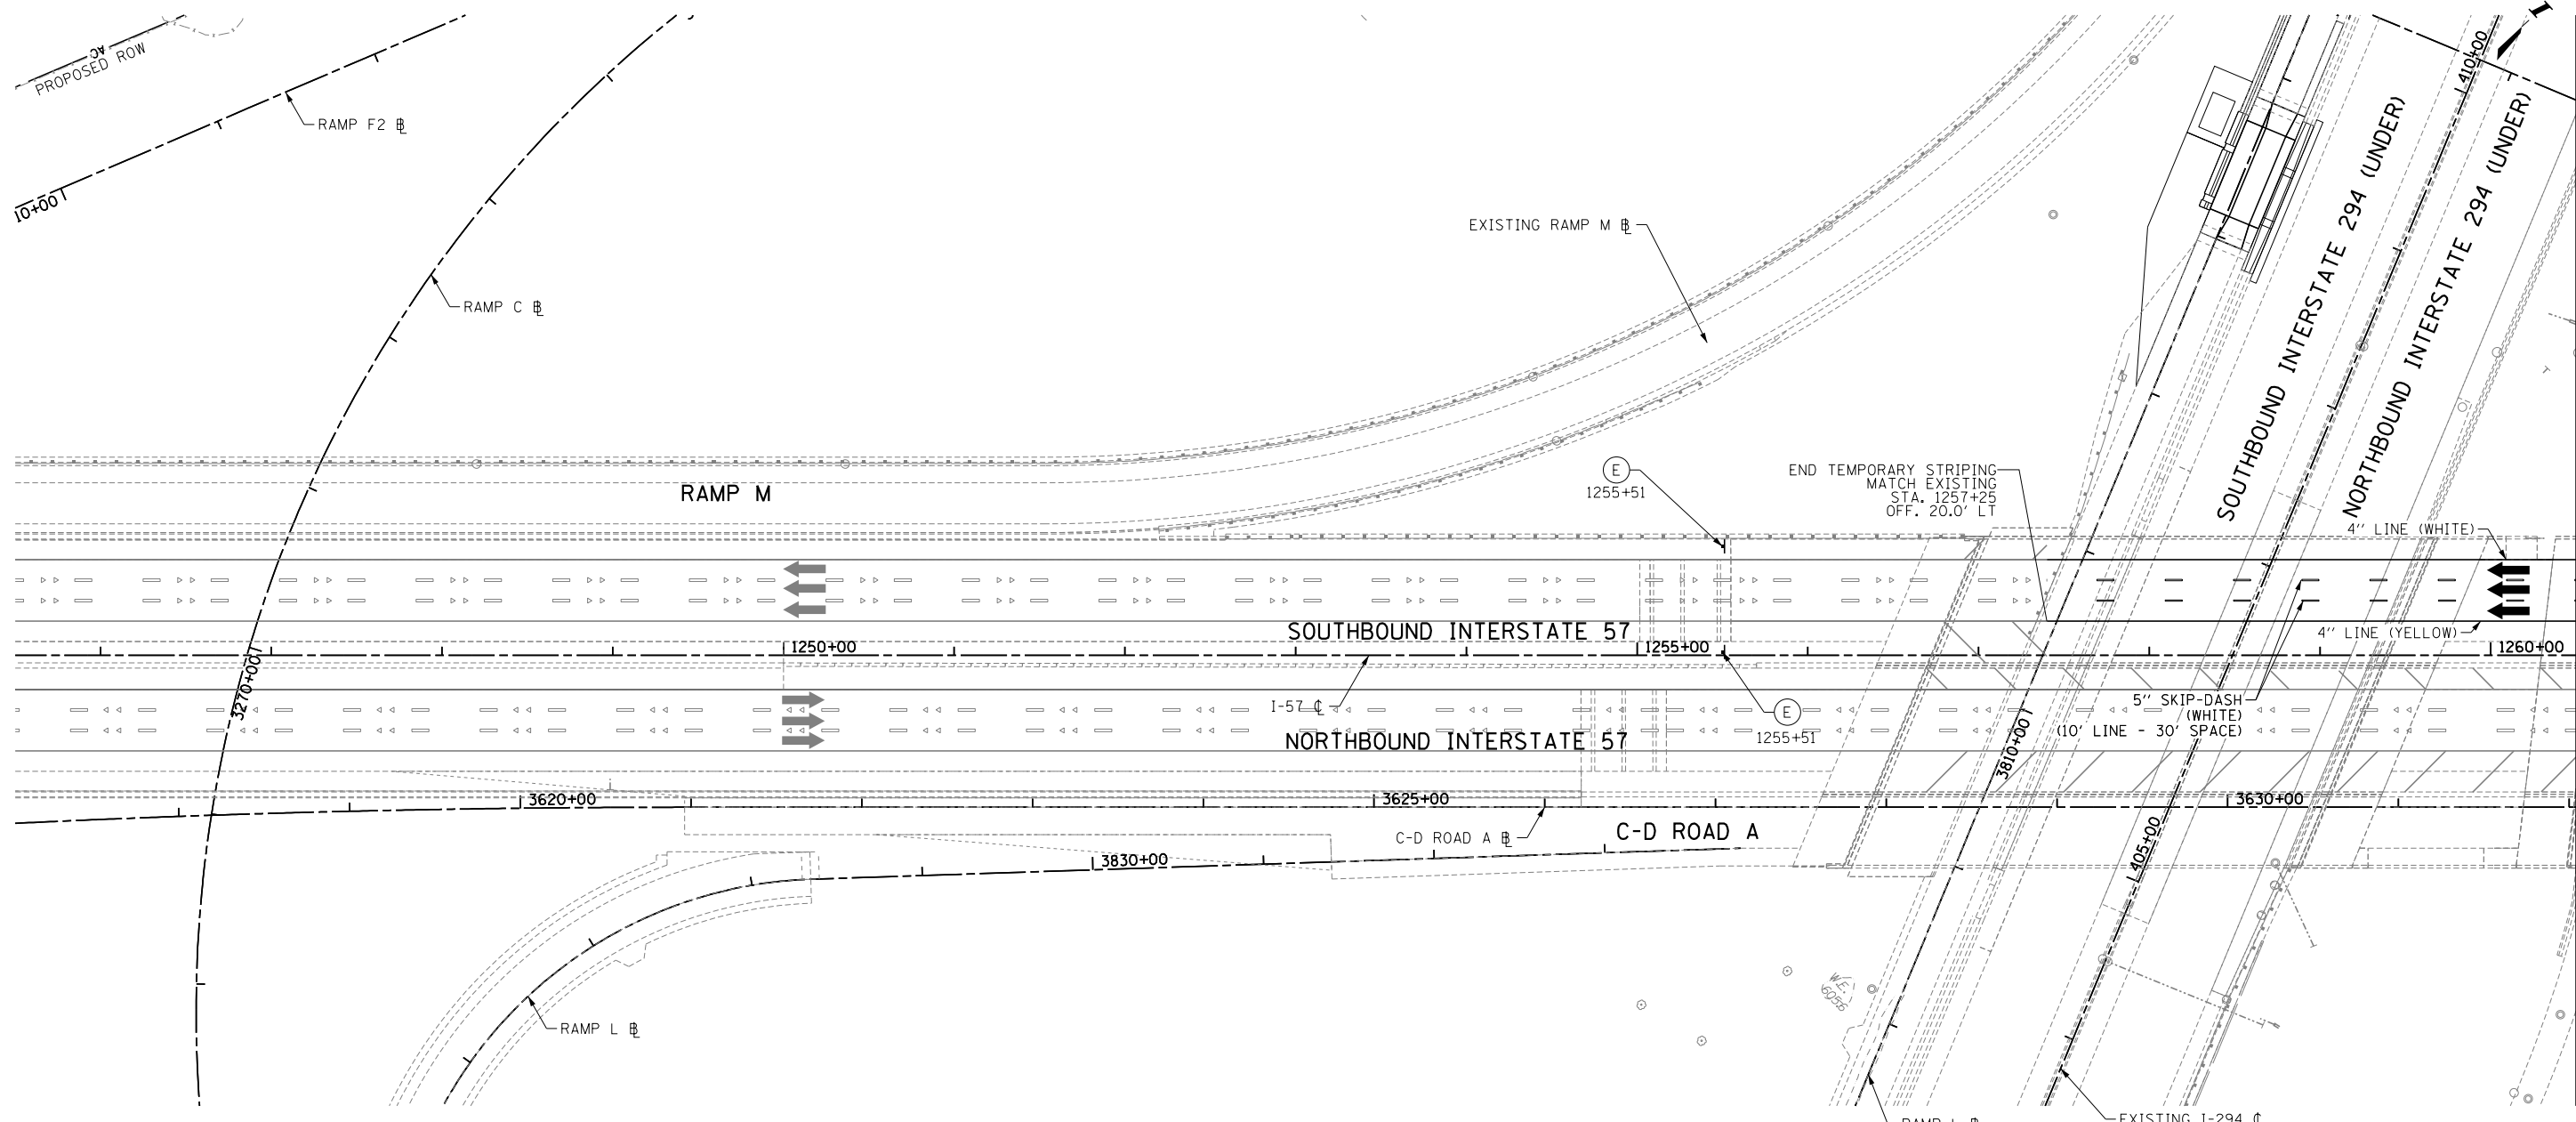 AC
PROPOSED ROW
RAMP F2 ℄
10+00
RAMP C ℄
EXISTING RAMP M ℄
410+00
SOUTHBOUND INTERSTATE 294 (UNDER)
NORTHBOUND INTERSTATE 294 (UNDER)
RAMP M
E
1255+51
END TEMPORARY STRIPING
MATCH EXISTING
STA. 1257+25
OFF. 20.0' LT
4'' LINE (WHITE)
SOUTHBOUND INTERSTATE 57
4'' LINE (YELLOW)
1250+00
1255+00
1260+00
3270+00
I-57 ℄
E
1255+51
5'' SKIP-DASH
(WHITE)
(10' LINE - 30' SPACE)
NORTHBOUND INTERSTATE 57
3810+00
3620+00
3625+00
3630+00
C-D ROAD A ℄
C-D ROAD A
405+00
3830+00
W.E.
605.6
RAMP L ℄
EXISTING I-294 ℄